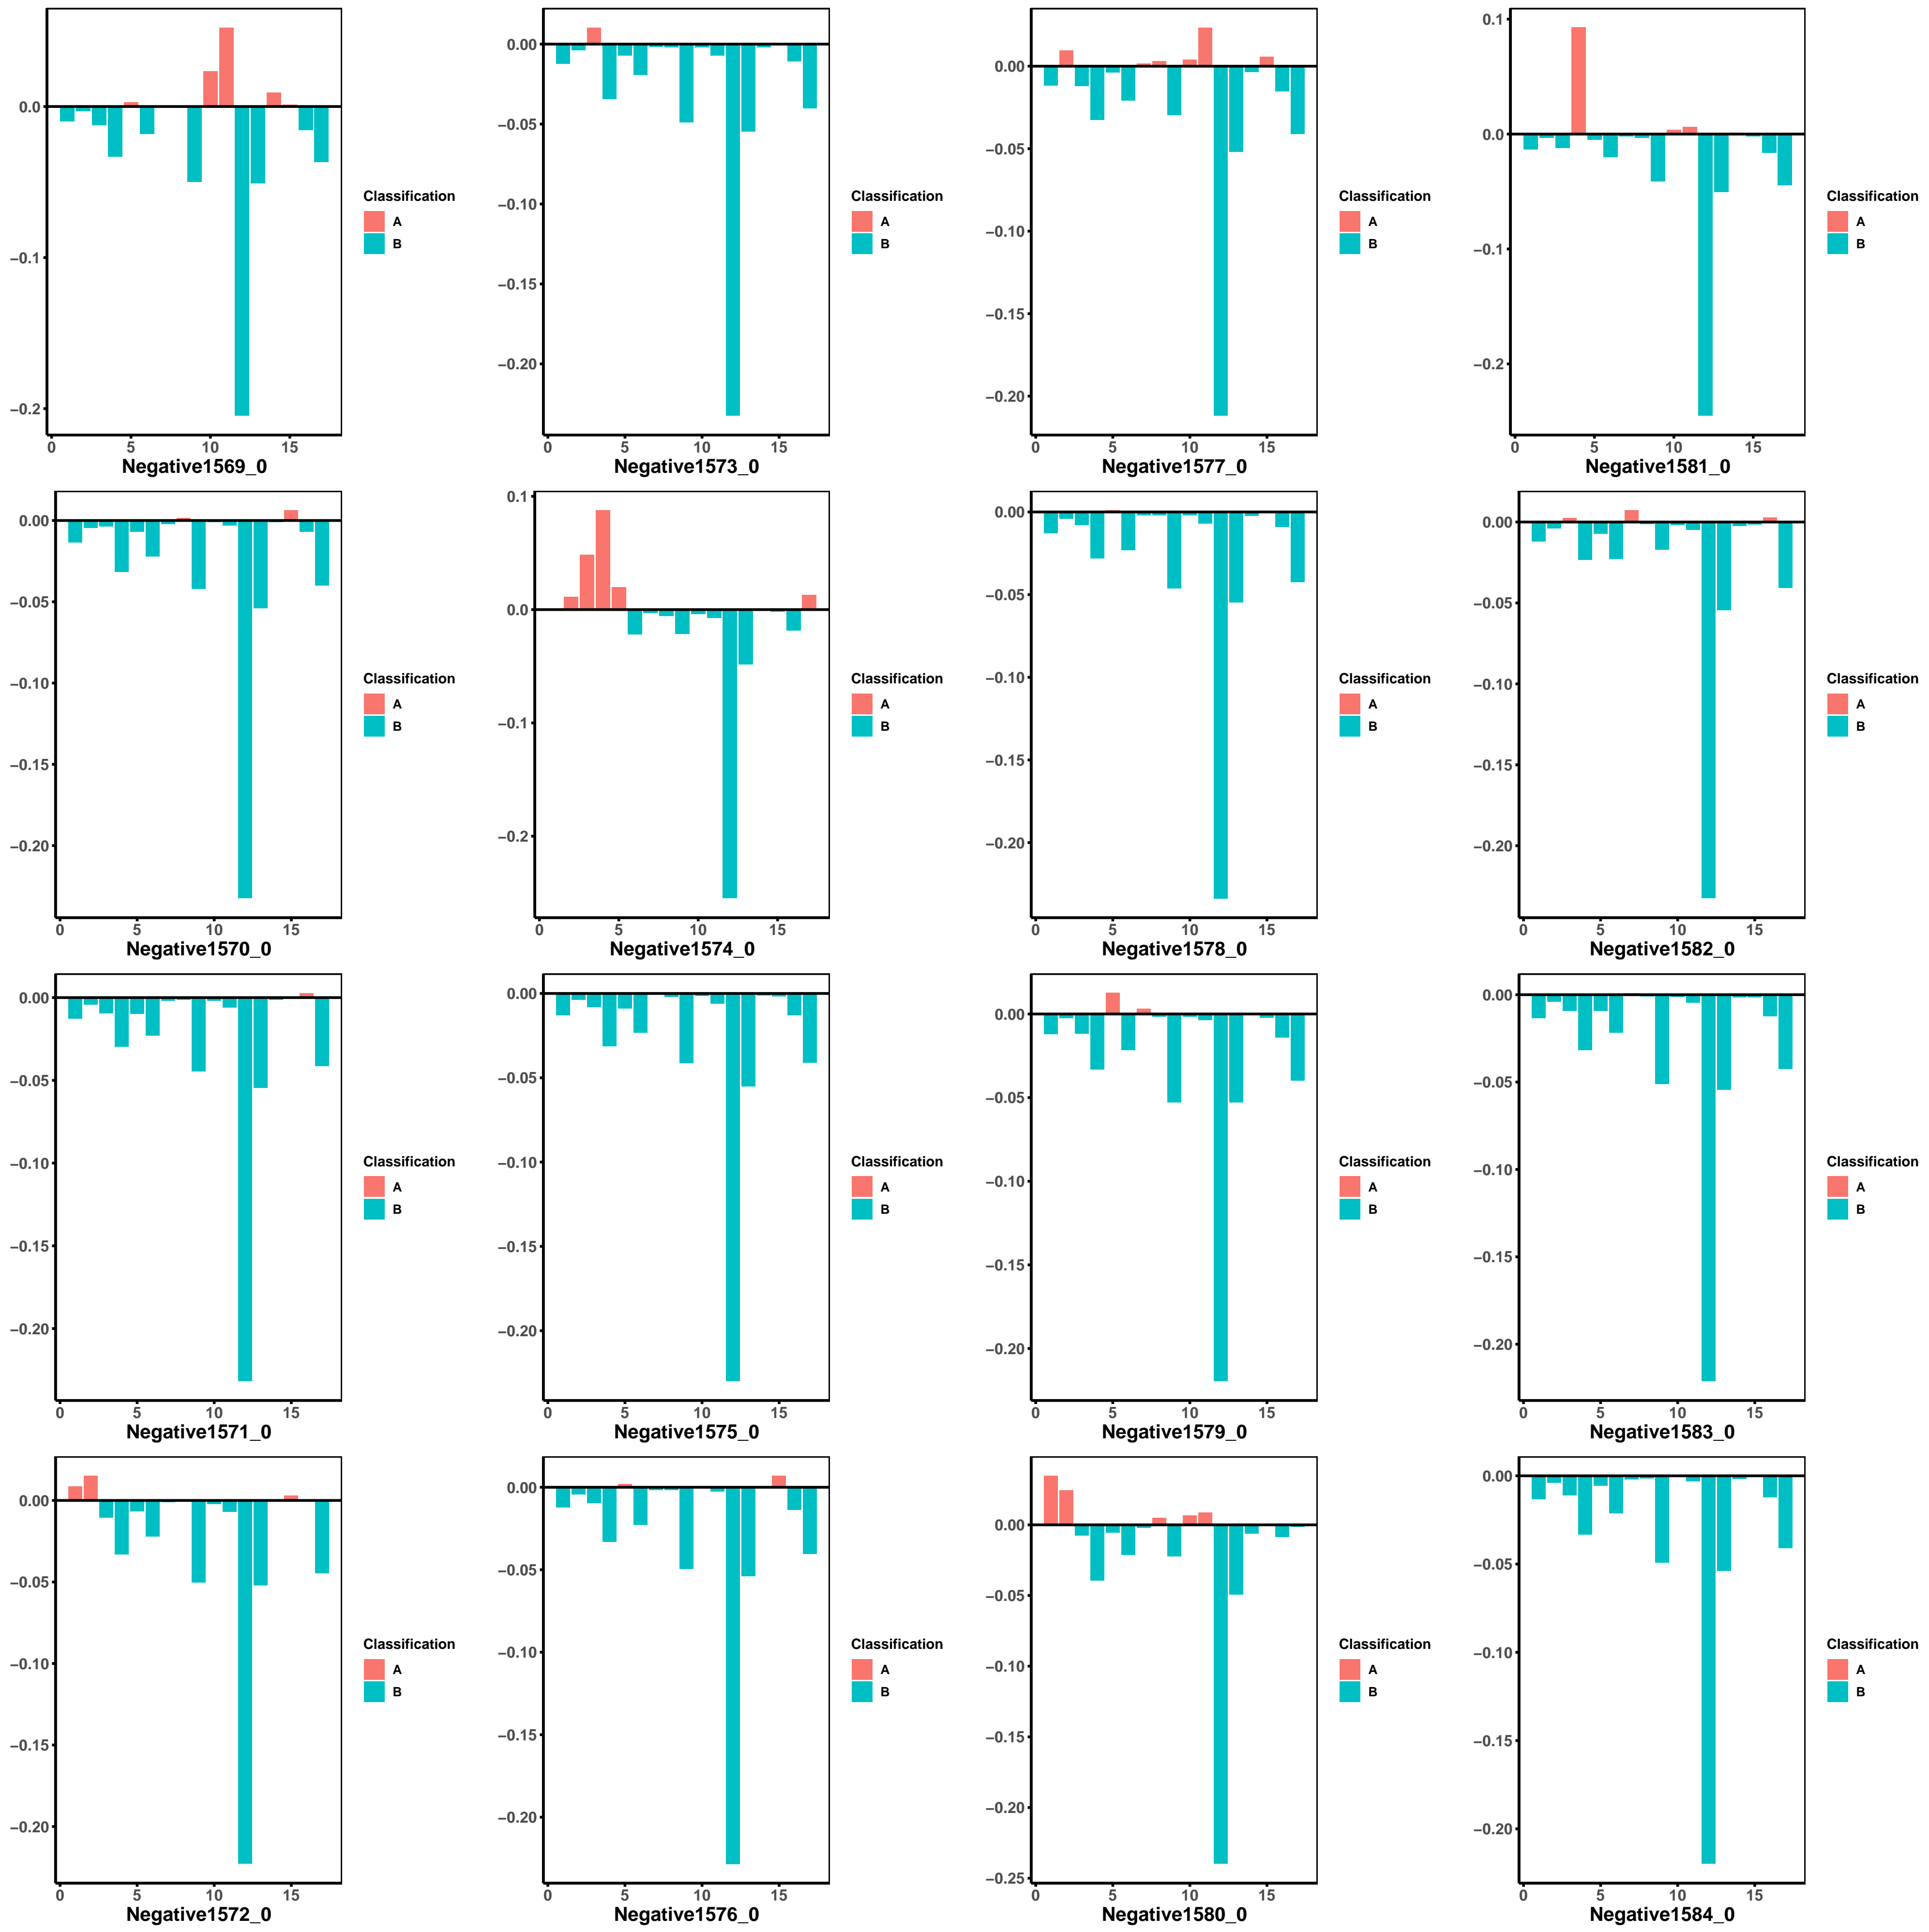 0.0
−0.1
−0.2
0 5 10 15
Negative1569_0
Classification
A
B
0.00
−0.05
−0.10
−0.15
−0.20
0 5 10 15
Negative1573_0
Classification
A
B
0.00
−0.05
−0.10
−0.15
−0.20
0 5 10 15
Negative1577_0
Classification
A
B
0.1
0.0
−0.1
−0.2
0 5 10 15
Negative1581_0
Classification
A
B
0.00
−0.05
−0.10
−0.15
−0.20
0 5 10 15
Negative1570_0
Classification
A
B
0.1
0.0
−0.1
−0.2
0 5 10 15
Negative1574_0
Classification
A
B
0.00
−0.05
−0.10
−0.15
−0.20
0 5 10 15
Negative1578_0
Classification
A
B
0.00
−0.05
−0.10
−0.15
−0.20
0 5 10 15
Negative1582_0
Classification
A
B
0.00
−0.05
−0.10
−0.15
−0.20
0 5 10 15
Negative1571_0
Classification
A
B
0.00
−0.05
−0.10
−0.15
−0.20
0 5 10 15
Negative1575_0
Classification
A
B
0.00
−0.05
−0.10
−0.15
−0.20
0 5 10 15
Negative1579_0
Classification
A
B
0.00
−0.05
−0.10
−0.15
−0.20
0 5 10 15
Negative1583_0
Classification
A
B
0.00
−0.05
−0.10
−0.15
−0.20
0 5 10 15
Negative1572_0
Classification
A
B
0.00
−0.05
−0.10
−0.15
−0.20
0 5 10 15
Negative1576_0
Classification
A
B
0.00
−0.05
−0.10
−0.15
−0.20
−0.25
0 5 10 15
Negative1580_0
Classification
A
B
0.00
−0.05
−0.10
−0.15
−0.20
0 5 10 15
Negative1584_0
Classification
A
B